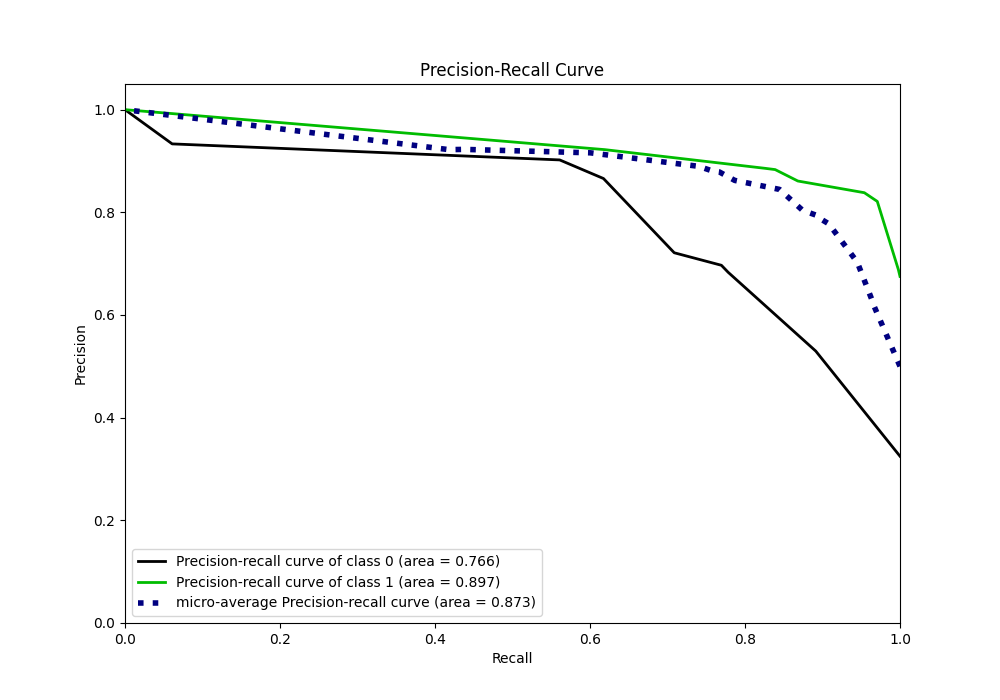 Precision-Recall Curve
1.0
0.8
0.6
0.4
0.2
0.0
Precision
Precision-recall curve of class 0 (area = 0.766)
Precision-recall curve of class 1 (area = 0.897)
micro-average Precision-recall curve (area = 0.873)
0.0 0.2 0.4 0.6 0.8 1.0
Recall